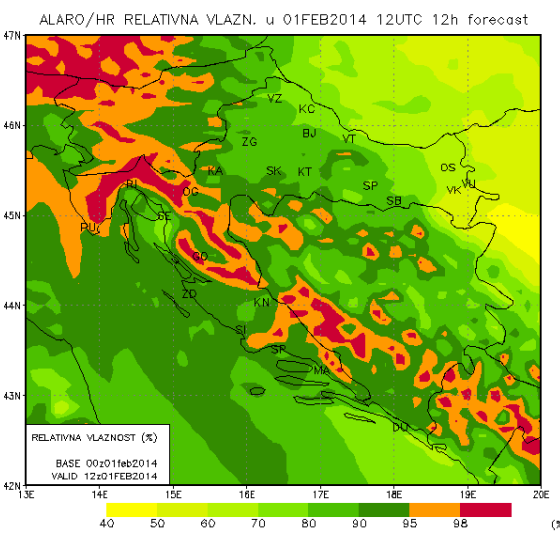 ALARO/HR RELATIVNA VLAZN. u 01FEB2014 12UTC 12h forecast
47N
VZ
KC
46N
BJ
VT
ZG
OS
KA
SK
KT
RI
SP
VU
OG
VK
SB
45N
SE
PU
GO
ZD
44N
KN
SI
SP
MA
43N
DU
RELATIVNA VLAZNOST (%)
BASE 00z01feb2014
VALID 12z01FEB2014
42N
13E 14E 15E 16E 17E 18E 19E 20E
40 50 60 70 80 90 95 98 (%